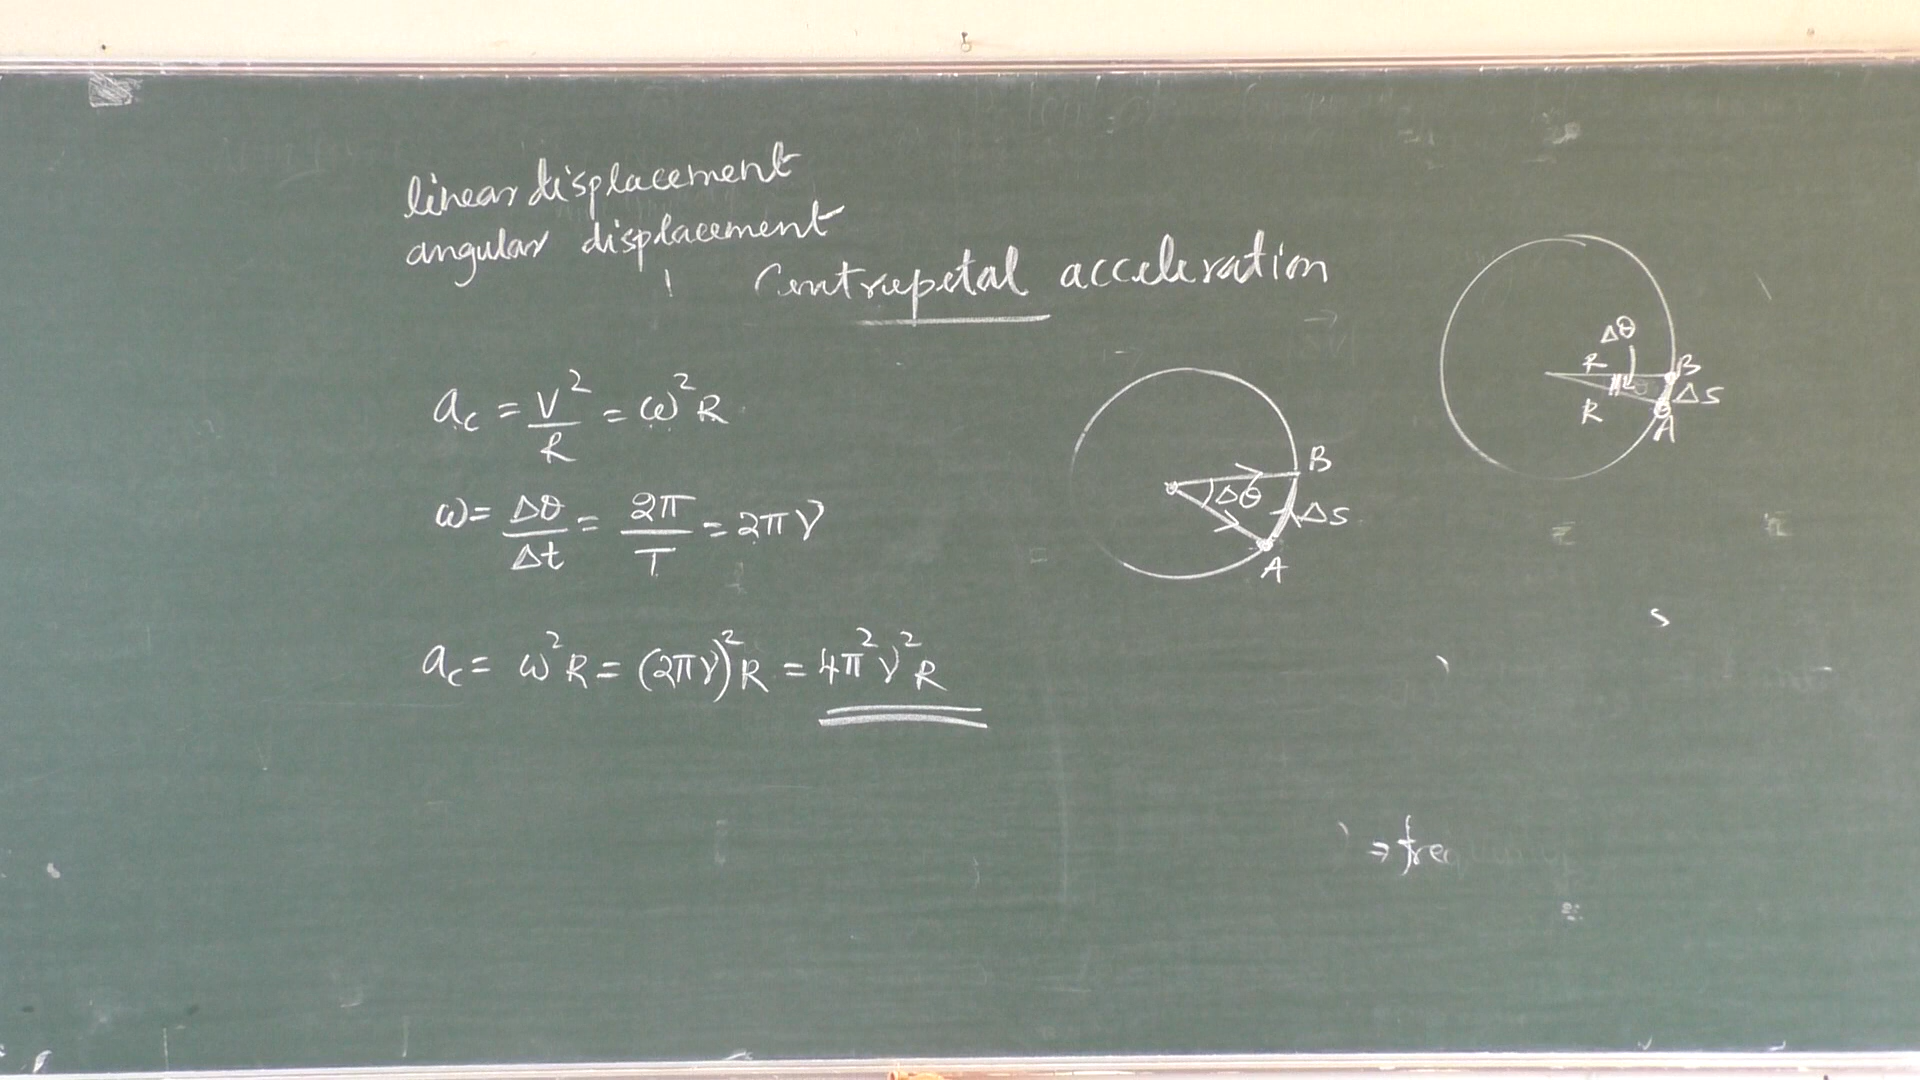 linear displacement
angular displacement
Centripetal acceleration
a_c = V²/R = ω²R
ω = Δθ/Δt = 2π/T = 2πν
a_c = ω²R = (2πν)²R = 4π²ν²R
Δθ
R
B
R
ΔS
A
B
Δθ
ΔS
A
S
⇒ freq